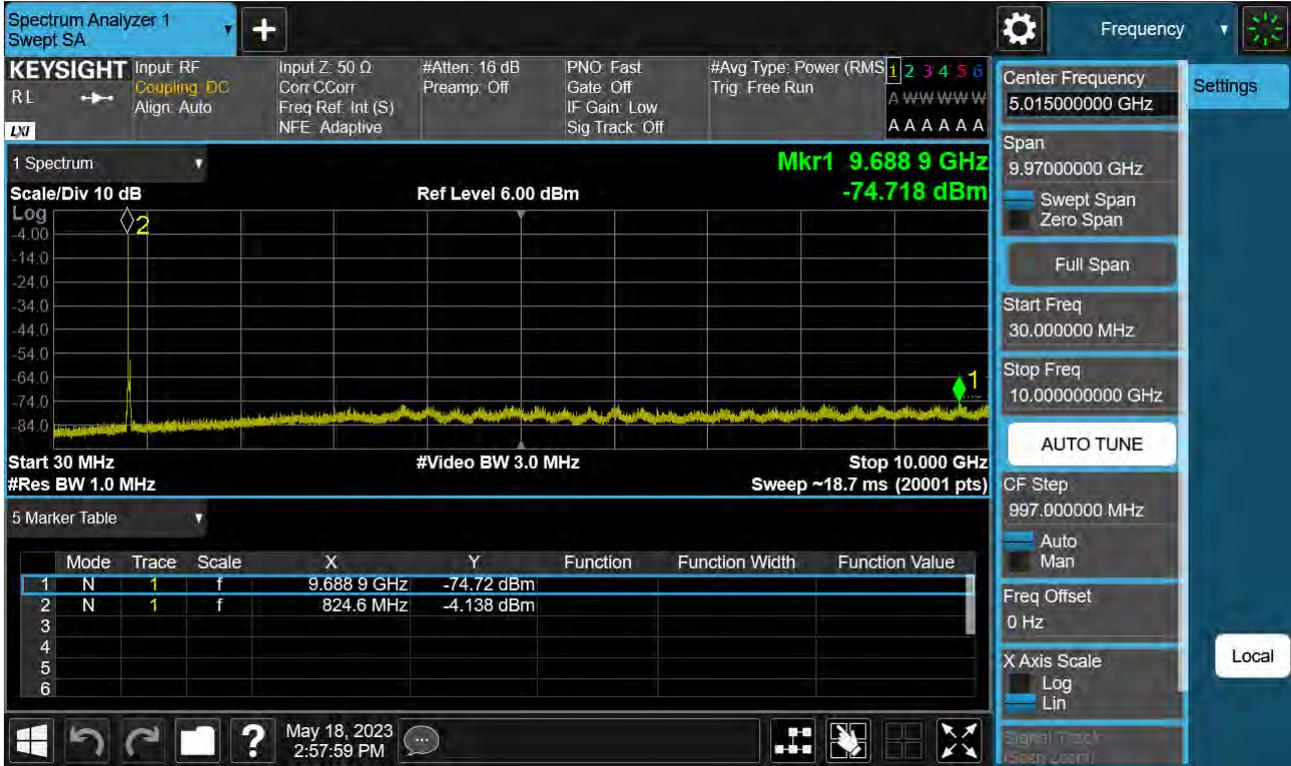 Spectrum Analyzer 1
Swept SA
+
Frequency
KEYSIGHT
RL
LXI
Input: RF
Coupling: DC
Align: Auto
Input Z: 50 Ω
Corr CCorr
Freq Ref: Int (S)
NFE: Adaptive
#Atten: 16 dB
Preamp: Off
PNO: Fast
Gate: Off
IF Gain: Low
Sig Track: Off
#Avg Type: Power (RMS
Trig: Free Run
1 2 3 4 5 6
A W W W W W
A A A A A A
1 Spectrum
Scale/Div 10 dB
Ref Level 6.00 dBm
Mkr1 9.688 9 GHz
-74.718 dBm
Log
-4.00
-14.0
-24.0
-34.0
-44.0
-54.0
-64.0
-74.0
-84.0
2
1
Start 30 MHz
#Video BW 3.0 MHz
Stop 10.000 GHz
#Res BW 1.0 MHz
Sweep ~18.7 ms (20001 pts)
5 Marker Table
Mode Trace Scale X Y Function Function Width Function Value
1 N 1 f 9.688 9 GHz -74.72 dBm
2 N 1 f 824.6 MHz -4.138 dBm
3
4
5
6
May 18, 2023
2:57:59 PM
?
Center Frequency
5.015000000 GHz
Settings
Span
9.97000000 GHz
Swept Span
Zero Span
Full Span
Start Freq
30.000000 MHz
Stop Freq
10.000000000 GHz
AUTO TUNE
CF Step
997.000000 MHz
Auto
Man
Freq Offset
0 Hz
X Axis Scale
Log
Lin
Local
Signal Track
(Span Zoom)